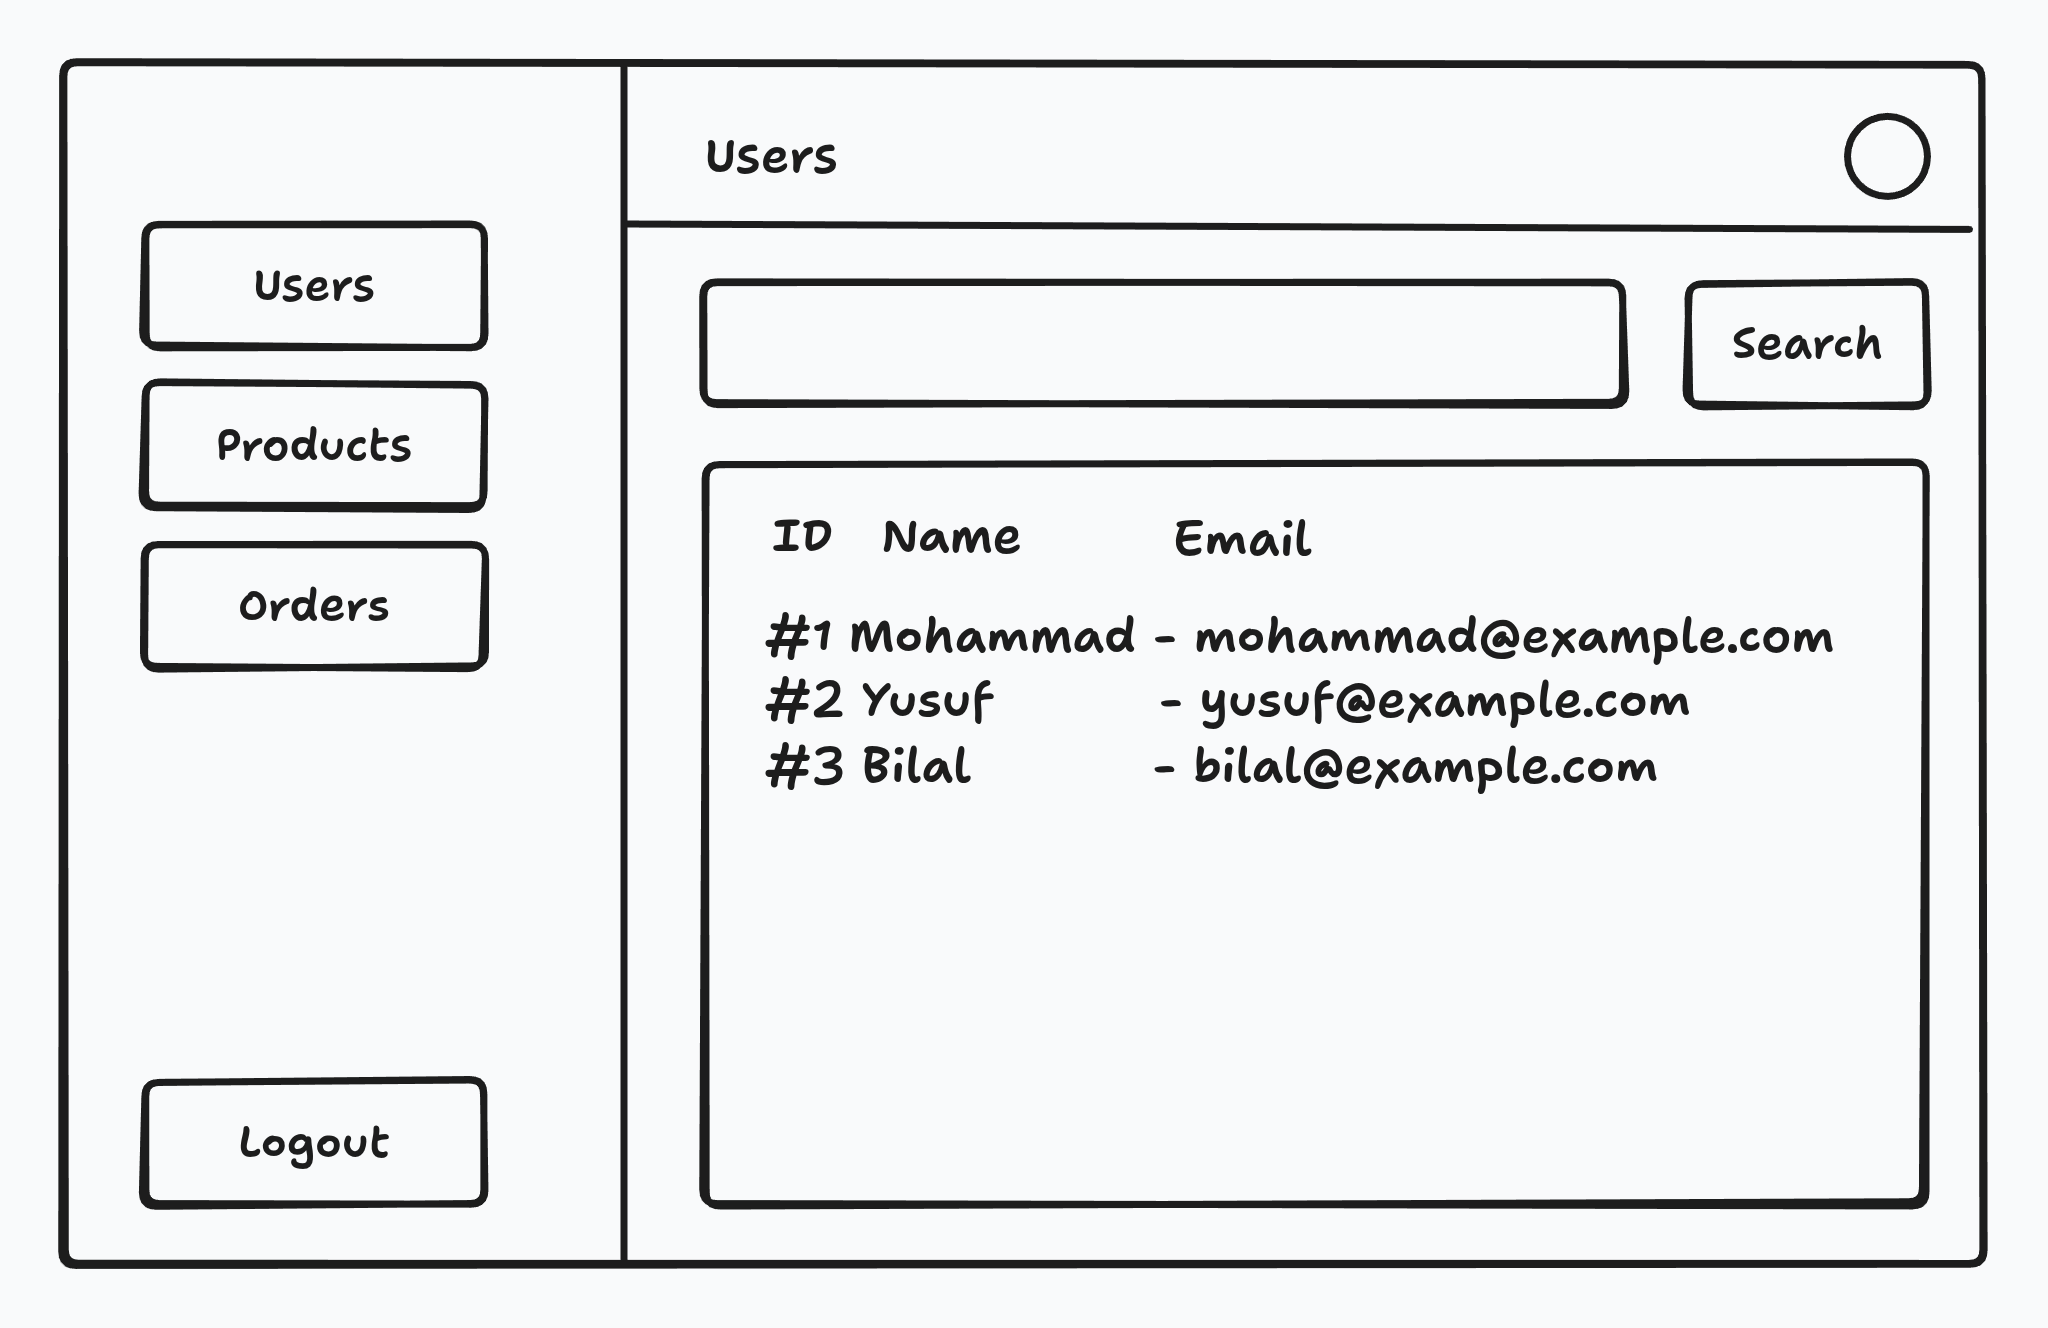 Users
Products
Orders
Logout
Users
Search
ID Name Email
#1 Mohammad - mohammad@example.com
#2 Yusuf - yusuf@example.com
#3 Bilal - bilal@example.com